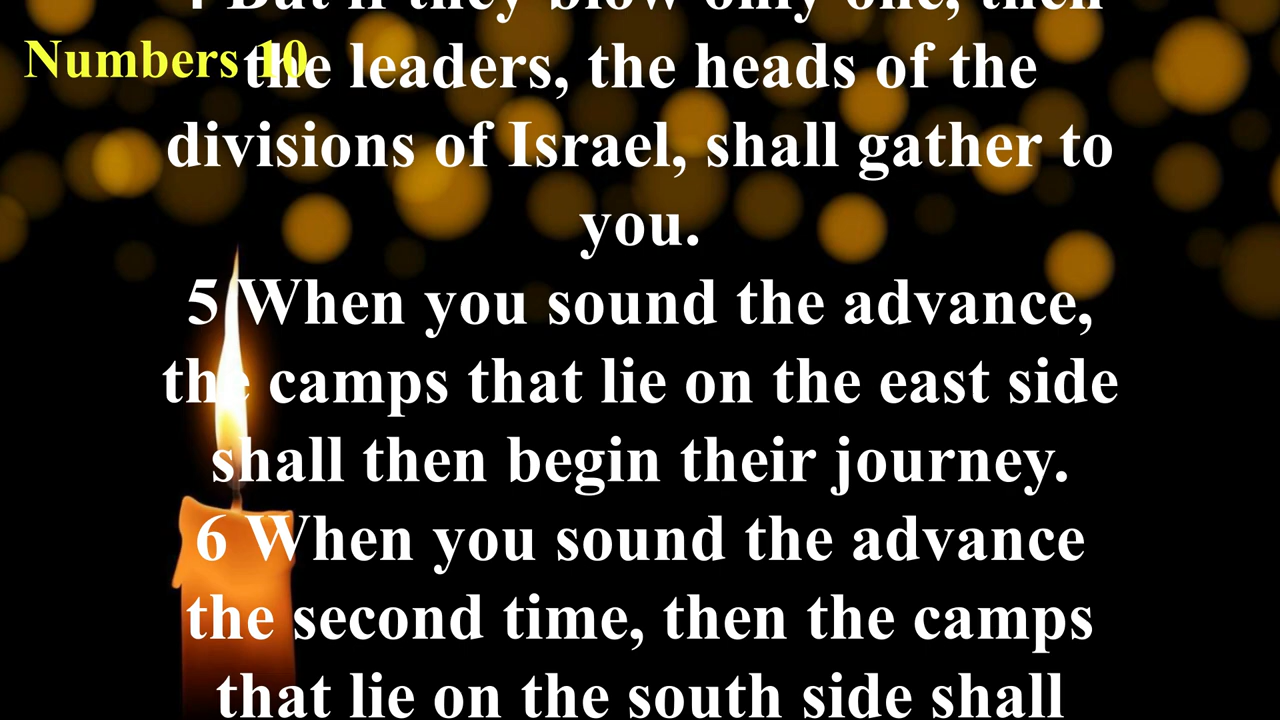 4 But if they blow only one, then
Numbers 10
the leaders, the heads of the
divisions of Israel, shall gather to
you.
5 When you sound the advance,
the camps that lie on the east side
shall then begin their journey.
6 When you sound the advance
the second time, then the camps
that lie on the south side shall